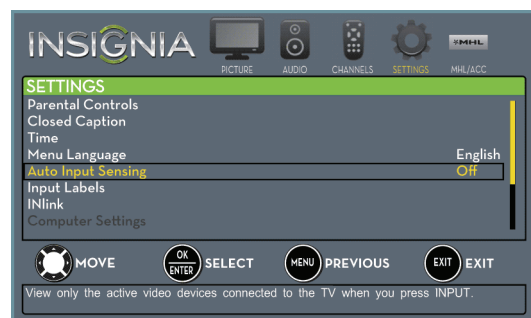 INSIGNIA
PICTURE AUDIO CHANNELS SETTINGS MHL/ACC
MHL
SETTINGS
Parental Controls
Closed Caption
Time
Menu Language English
Auto Input Sensing Off
Input Labels
INlink
Computer Settings
MOVE OK ENTER SELECT MENU PREVIOUS EXIT EXIT
View only the active video devices connected to the TV when you press INPUT.